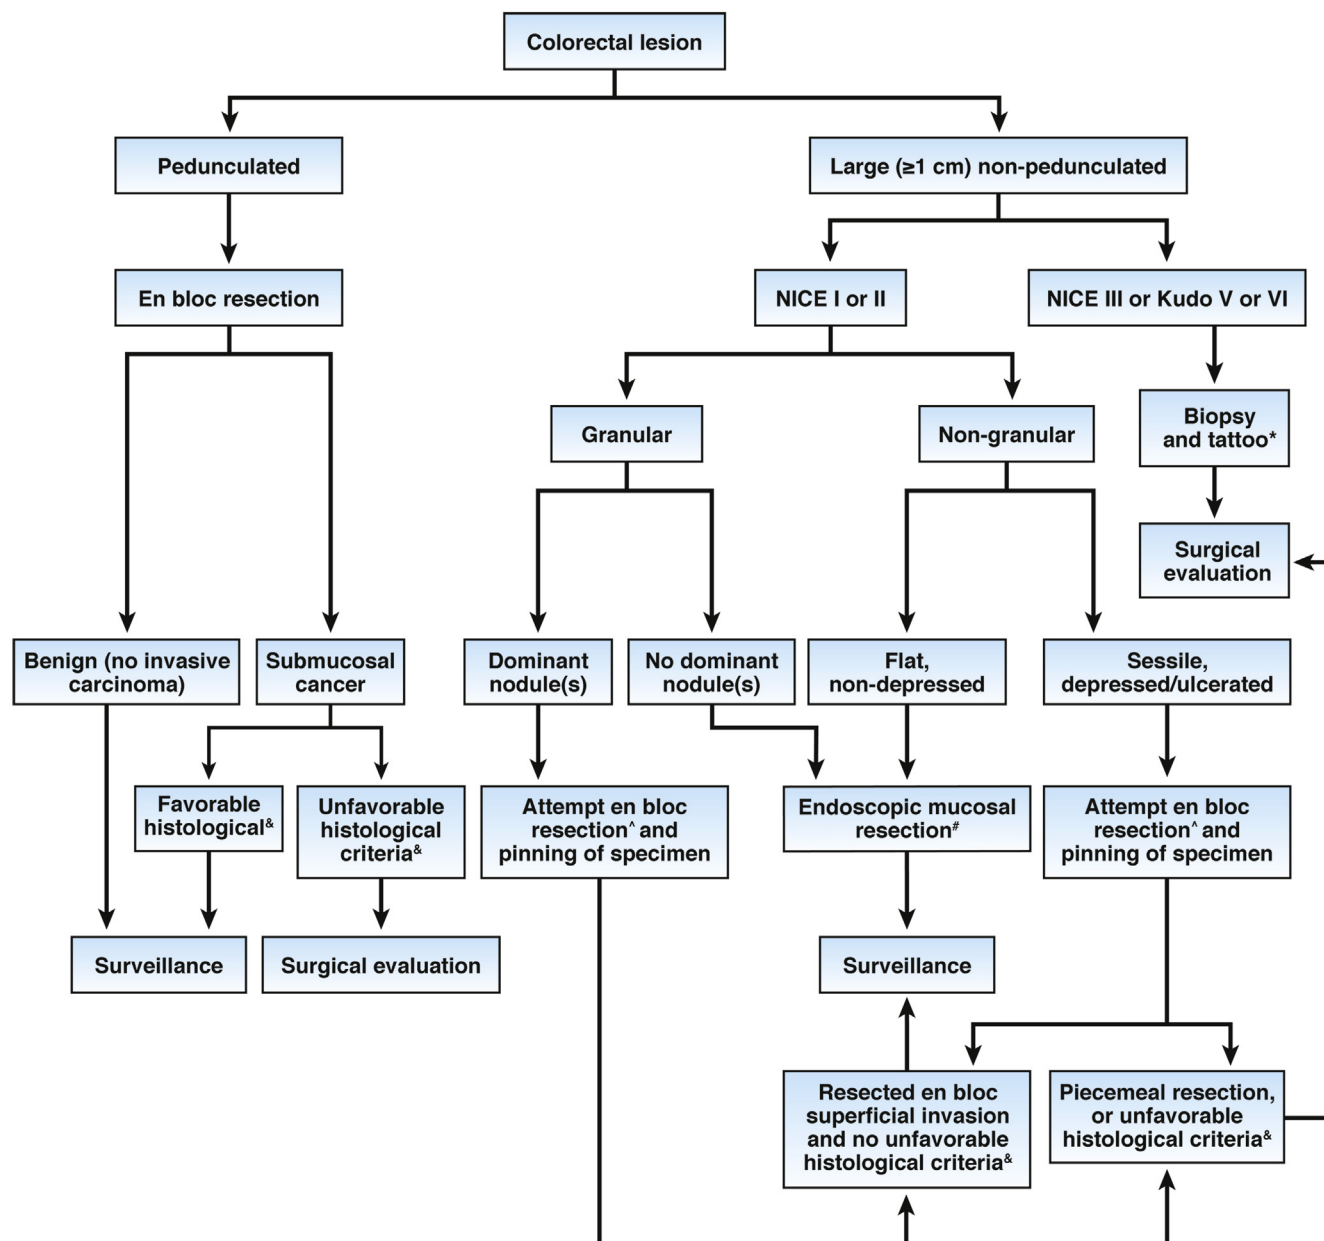 Colorectal lesion
Pedunculated
Large (≥1 cm) non-pedunculated
En bloc resection
NICE I or II
NICE III or Kudo V or VI
Granular
Non-granular
Biopsy
and tattoo*
Surgical
evaluation
Benign (no invasive
carcinoma)
Submucosal
cancer
Dominant
nodule(s)
No dominant
nodule(s)
Flat,
non-depressed
Sessile,
depressed/ulcerated
Favorable
histological&
Unfavorable
histological
criteria&
Attempt en bloc
resection^ and
pinning of specimen
Endoscopic mucosal
resection#
Attempt en bloc
resection^ and
pinning of specimen
Surveillance
Surgical evaluation
Surveillance
Resected en bloc
superficial invasion
and no unfavorable
histological criteria&
Piecemeal resection,
or unfavorable
histological criteria&